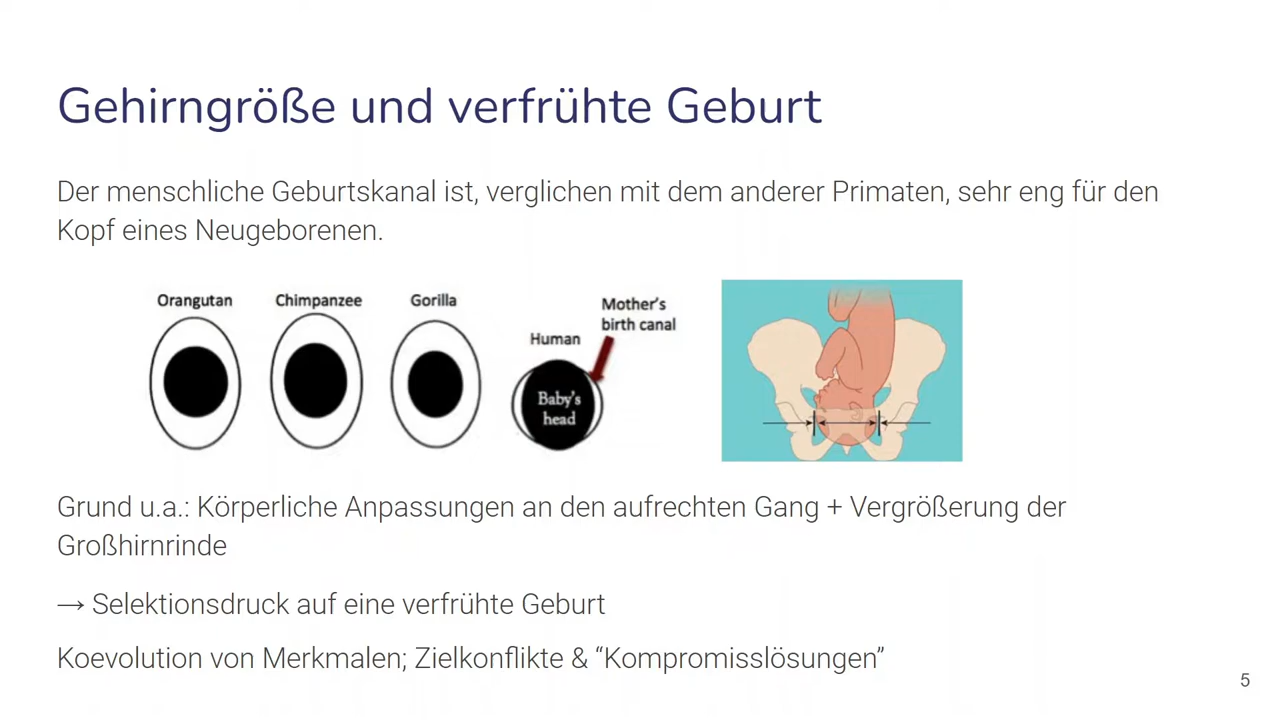 Gehirngröße und verfrühte Geburt
Der menschliche Geburtskanal ist, verglichen mit dem anderer Primaten, sehr eng für den
Kopf eines Neugeborenen.
Orangutan
Chimpanzee
Gorilla
Human
Mother's
birth canal
Baby's
head
Grund u.a.: Körperliche Anpassungen an den aufrechten Gang + Vergrößerung der
Großhirnrinde
→ Selektionsdruck auf eine verfrühte Geburt
Koevolution von Merkmalen; Zielkonflikte & “Kompromisslösungen”
5